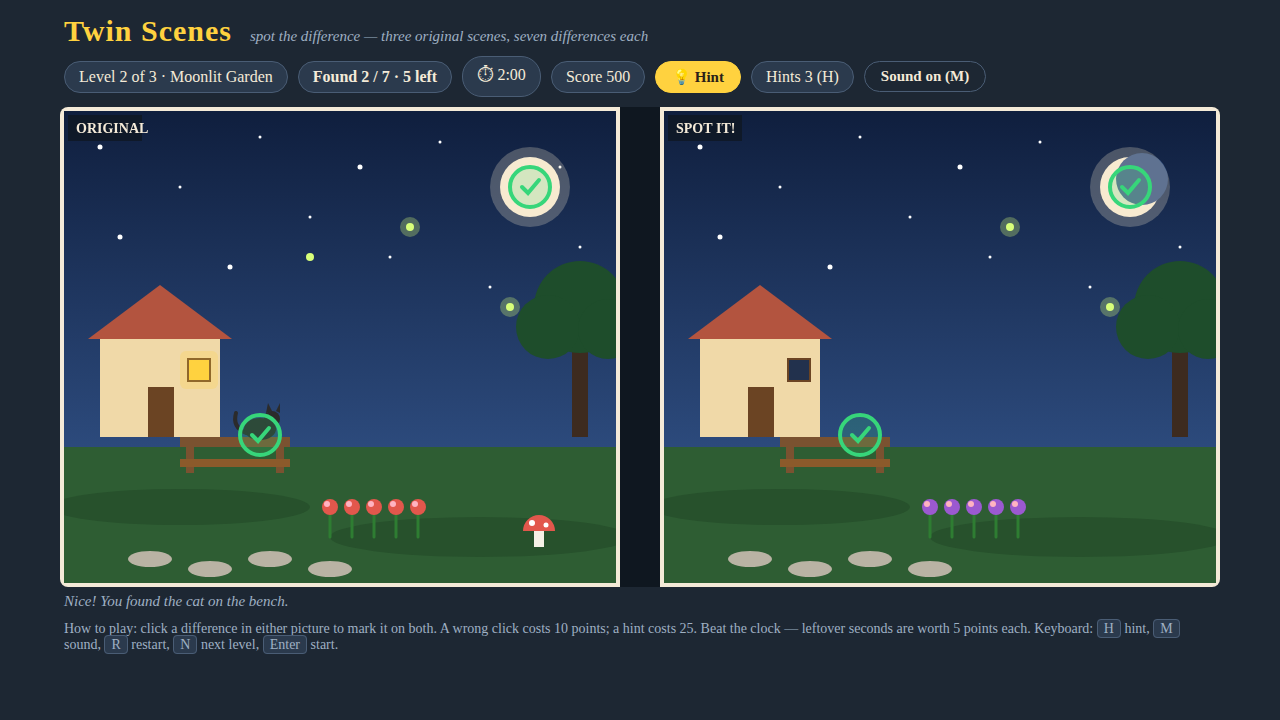 Twin Scenes
spot the difference — three original scenes, seven differences each
Level 2 of 3 · Moonlit Garden
Found 2 / 7 · 5 left
⏱ 2:00
Score 500
💡 Hint
Hints 3 (H)
Sound on (M)
ORIGINAL
SPOT IT!
Nice! You found the cat on the bench.
How to play: click a difference in either picture to mark it on both. A wrong click costs 10 points; a hint costs 25. Beat the clock — leftover seconds are worth 5 points each. Keyboard: H hint, M
sound, R restart, N next level, Enter start.